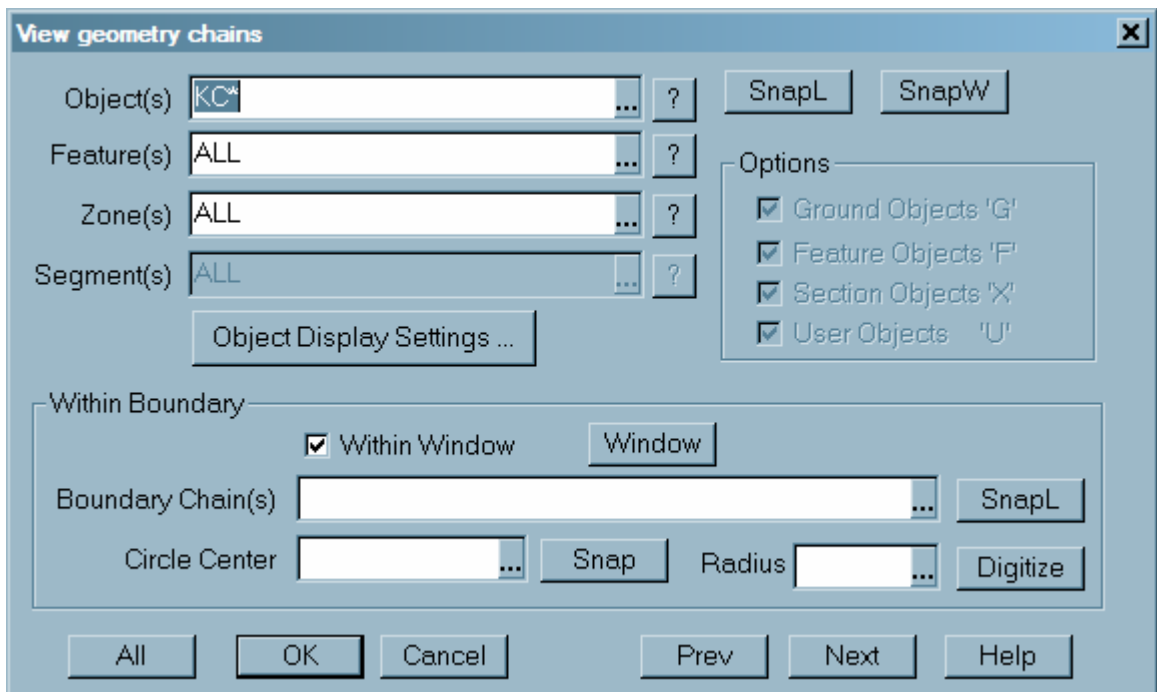 View geometry chains
Object(s) KC* ... ? SnapL SnapW
Feature(s) ALL ... ?
Options
Zone(s) ALL ... ?
Ground Objects 'G'
Feature Objects 'F'
Segment(s) ALL ... ?
Section Objects 'X'
User Objects 'U'
Object Display Settings ...
Within Boundary
Within Window Window
Boundary Chain(s) ... SnapL
Circle Center ... Snap Radius ... Digitize
All OK Cancel Prev Next Help